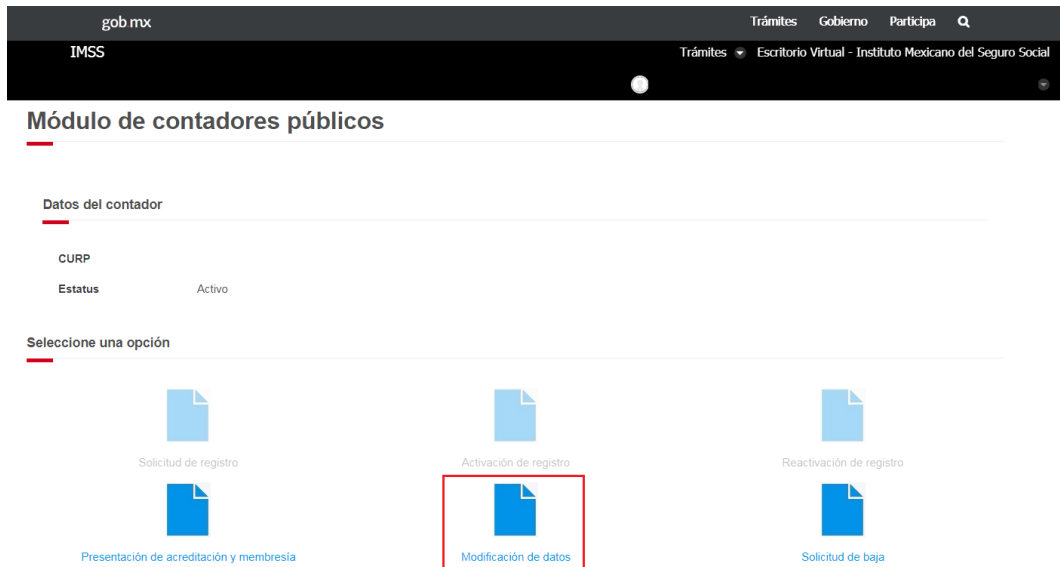 gob mx Trámites Gobierno Participa
IMSS Trámites Escritorio Virtual - Instituto Mexicano del Seguro Social
Módulo de contadores públicos
Datos del contador
CURP
Estatus Activo
Seleccione una opción
Solicitud de registro Activación de registro Reactivación de registro
Presentación de acreditación y membresía Modificación de datos Solicitud de baja